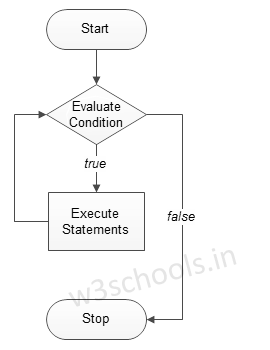 Start
Evaluate
Condition
true
Execute
Statements
false
w3schools.in
Stop